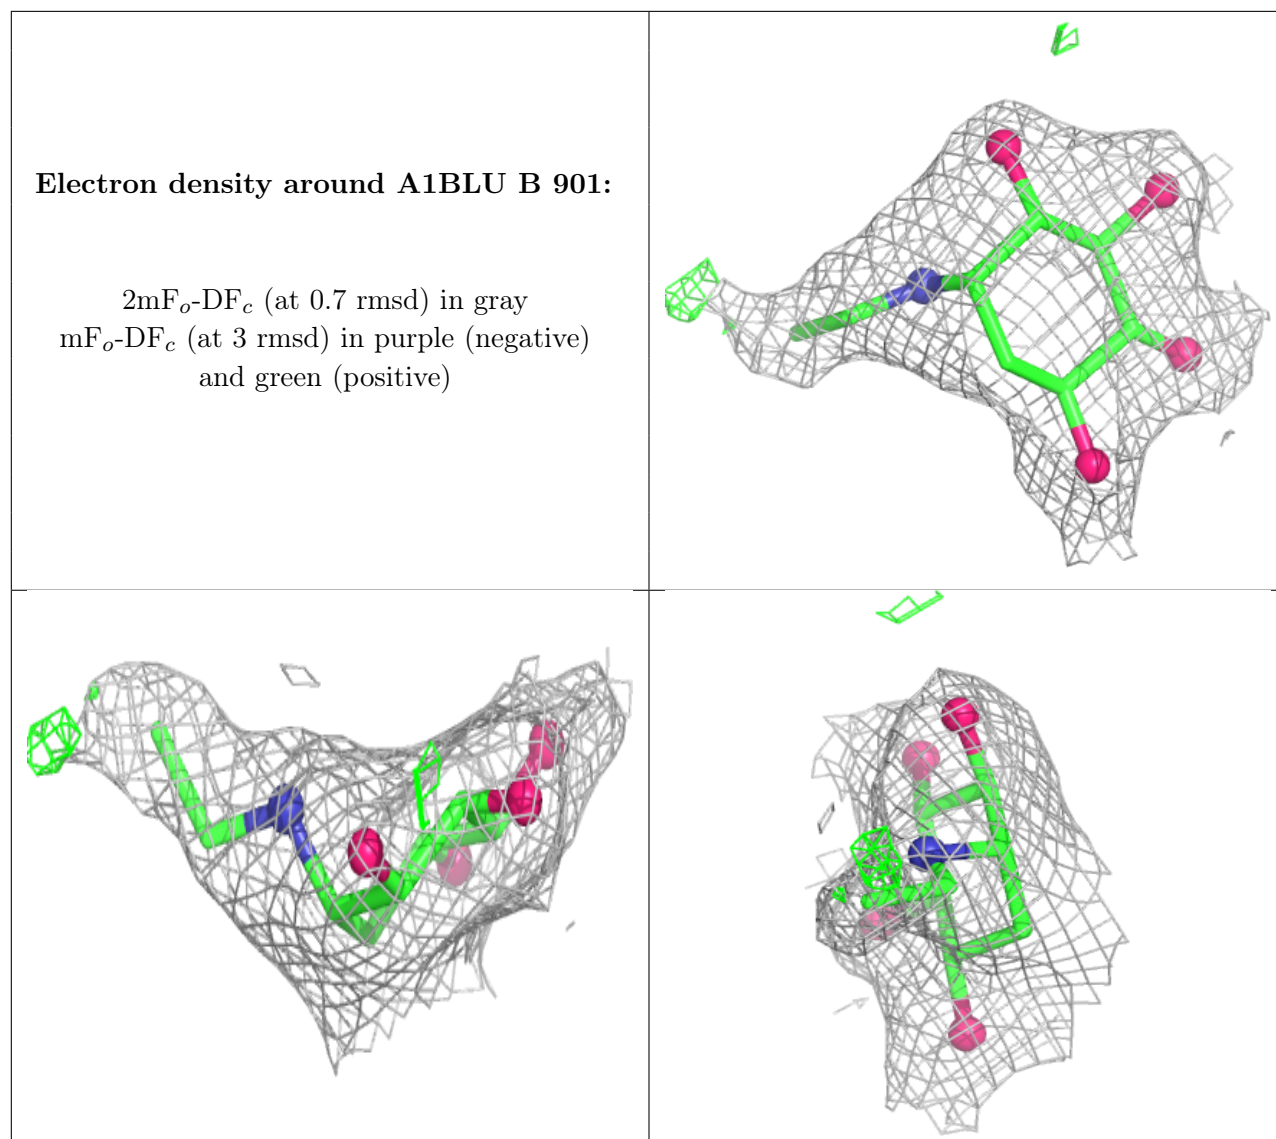 Electron density around A1BLU B 901:
2mFo-DFc (at 0.7 rmsd) in gray
mFo-DFc (at 3 rmsd) in purple (negative)
and green (positive)